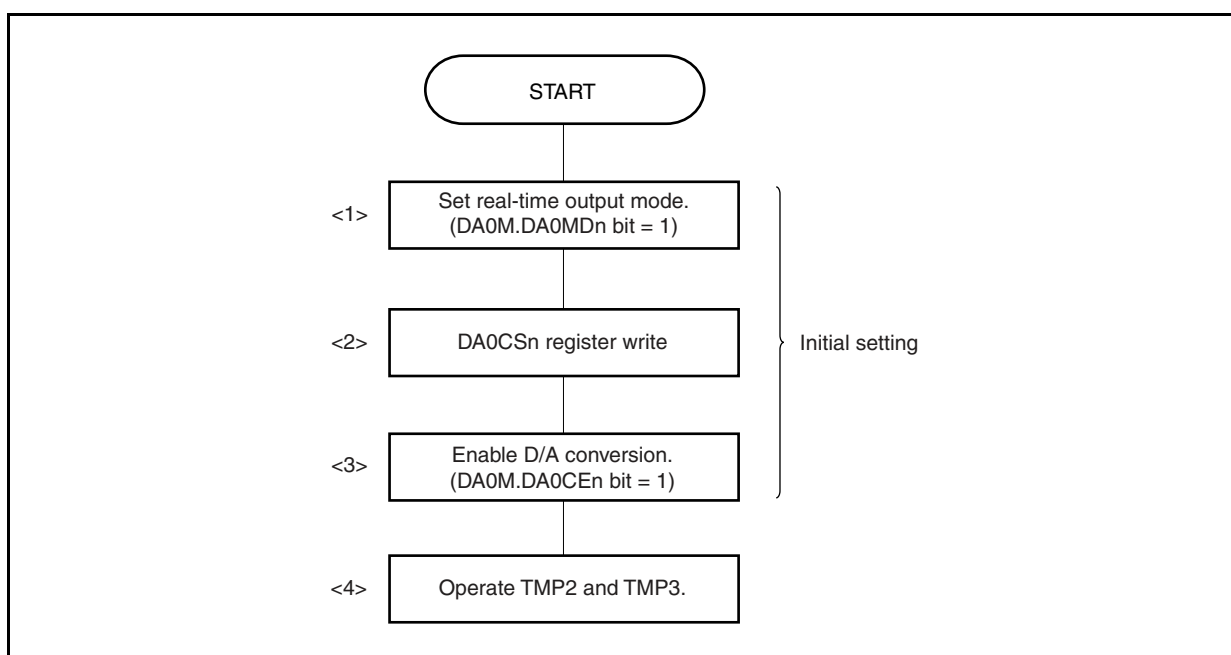 START
<1>
Set real-time output mode.
(DA0M.DA0MDn bit = 1)
<2>
DA0CSn register write
Initial setting
<3>
Enable D/A conversion.
(DA0M.DA0CEn bit = 1)
<4>
Operate TMP2 and TMP3.